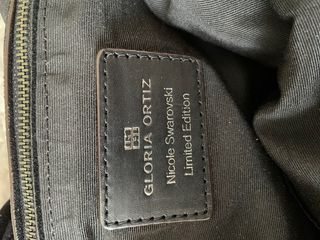 GLORIA ORTIZ
Nicole Swarovski
Limited Edition